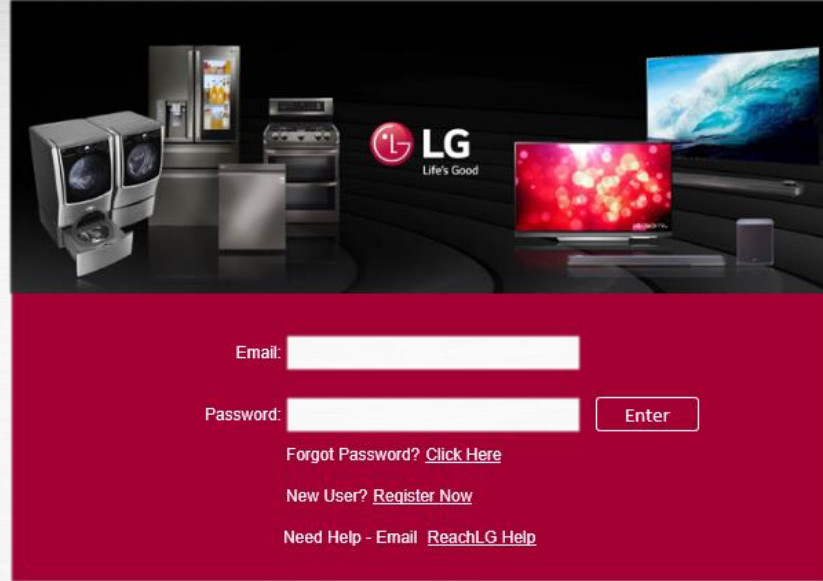 LG
Life's Good
Email:
Password:
Enter
Forgot Password? Click Here
New User? Register Now
Need Help - Email ReachLG Help